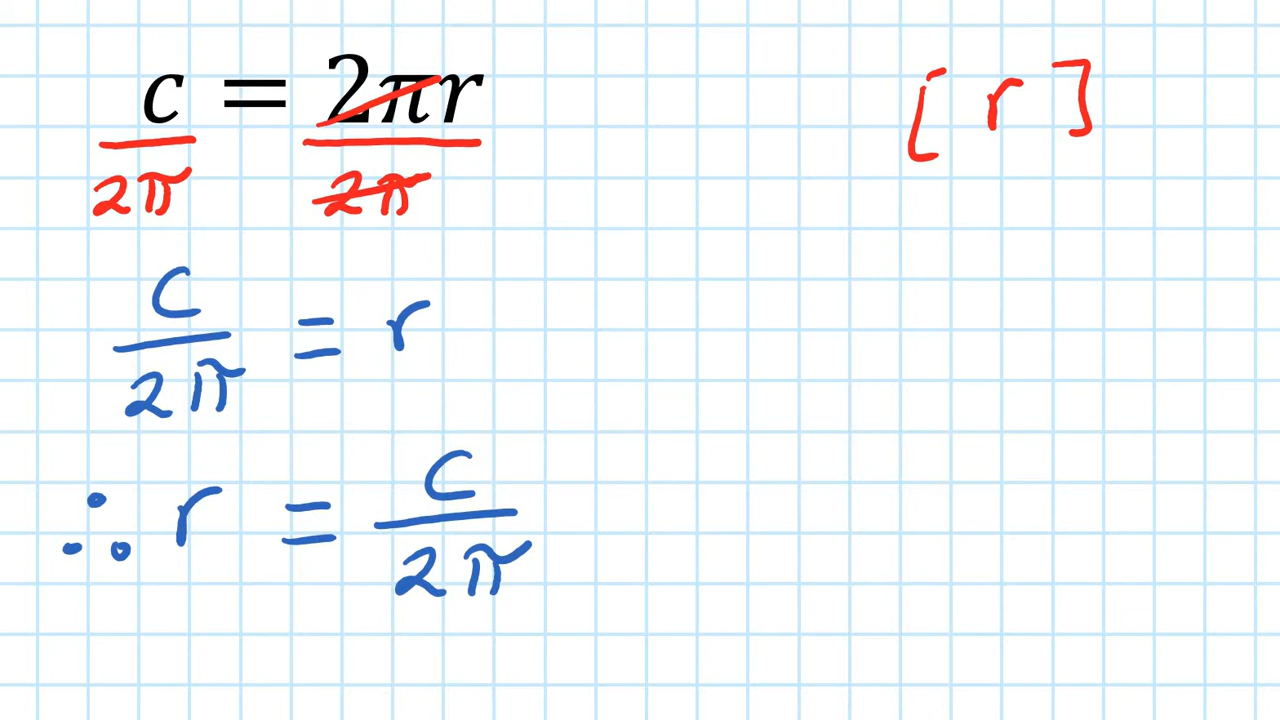 c = 2πr [ r ]
2π 2π
C/2π = r
∴ r = C/2π